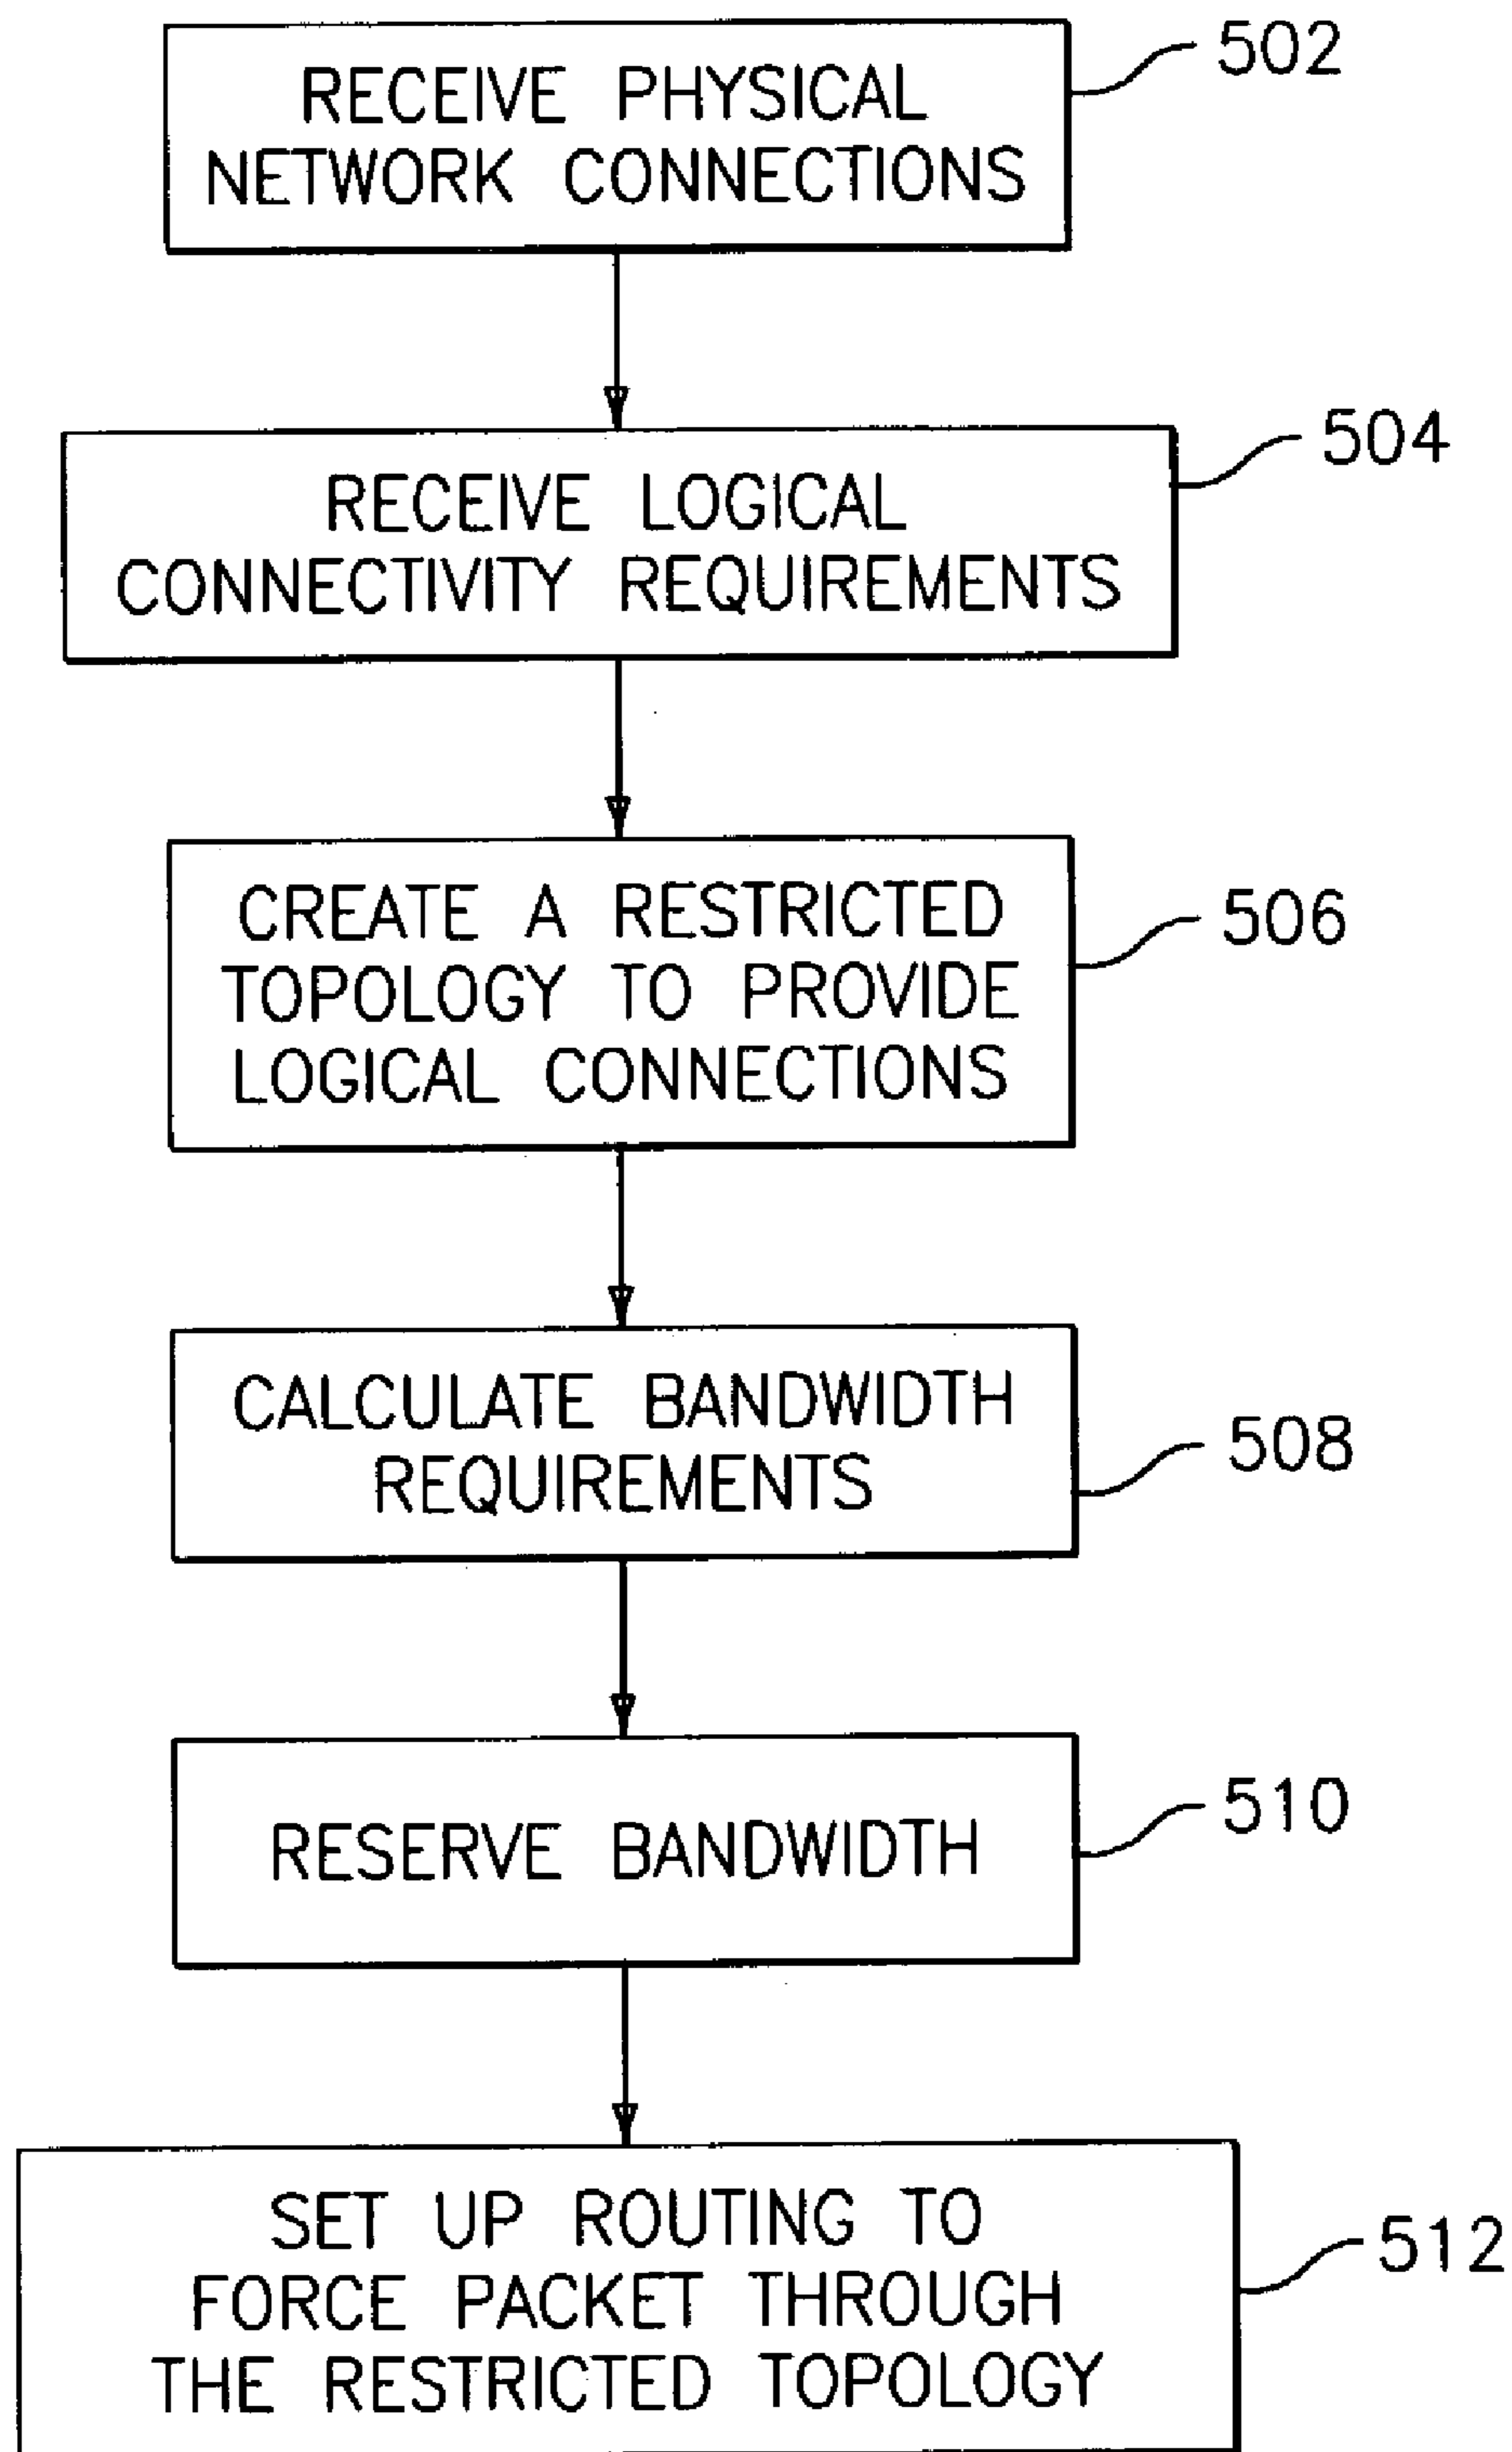 502
RECEIVE PHYSICAL
NETWORK CONNECTIONS
504
RECEIVE LOGICAL
CONNECTIVITY REQUIREMENTS
506
CREATE A RESTRICTED
TOPOLOGY TO PROVIDE
LOGICAL CONNECTIONS
508
CALCULATE BANDWIDTH
REQUIREMENTS
510
RESERVE BANDWIDTH
512
SET UP ROUTING TO
FORCE PACKET THROUGH
THE RESTRICTED TOPOLOGY